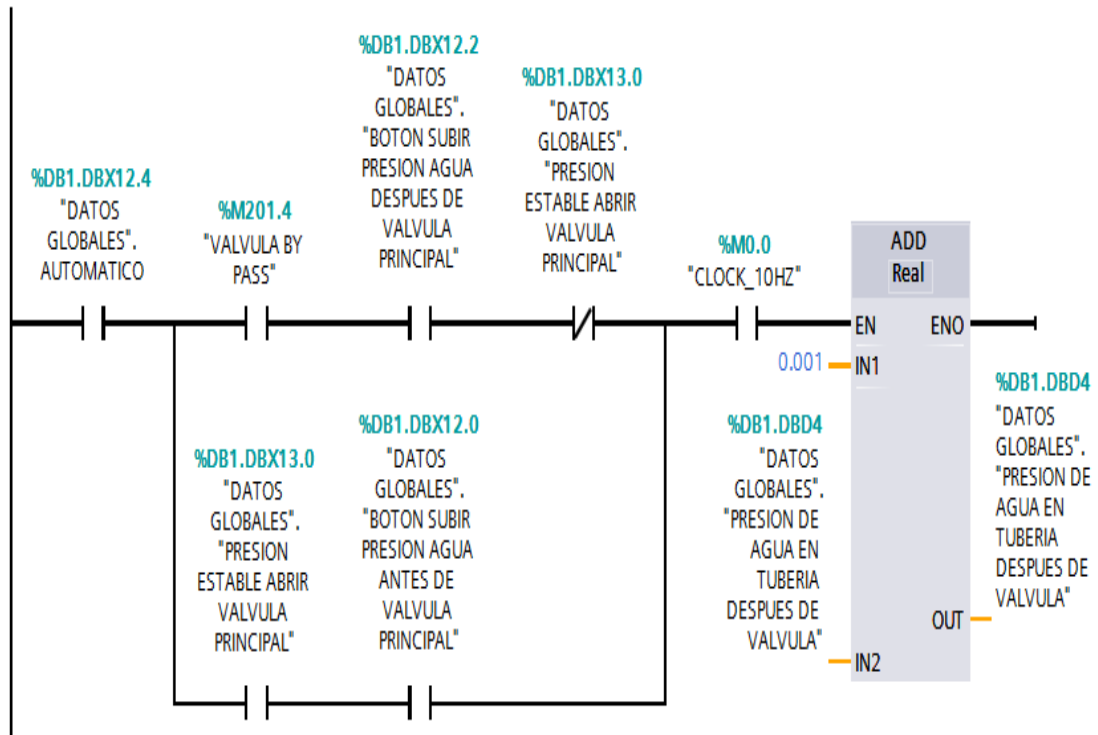 %DB1.DBX12.4
"DATOS
GLOBALES".
AUTOMATICO
%M201.4
"VALVULA BY
PASS"
%DB1.DBX12.2
"DATOS
GLOBALES".
"BOTON SUBIR
PRESION AGUA
DESPUES DE
VALVULA
PRINCIPAL"
%DB1.DBX13.0
"DATOS
GLOBALES".
"PRESION
ESTABLE ABRIR
VALVULA
PRINCIPAL"
%M0.0
"CLOCK_10HZ"
ADD
Real
EN
ENO
0.001
IN1
%DB1.DBD4
"DATOS
GLOBALES".
"PRESION DE
AGUA EN
TUBERIA
DESPUES DE
VALVULA"
IN2
%DB1.DBD4
"DATOS
GLOBALES".
"PRESION DE
AGUA EN
TUBERIA
DESPUES DE
VALVULA"
OUT
%DB1.DBX13.0
"DATOS
GLOBALES".
"PRESION
ESTABLE ABRIR
VALVULA
PRINCIPAL"
%DB1.DBX12.0
"DATOS
GLOBALES".
"BOTON SUBIR
PRESION AGUA
ANTES DE
VALVULA
PRINCIPAL"